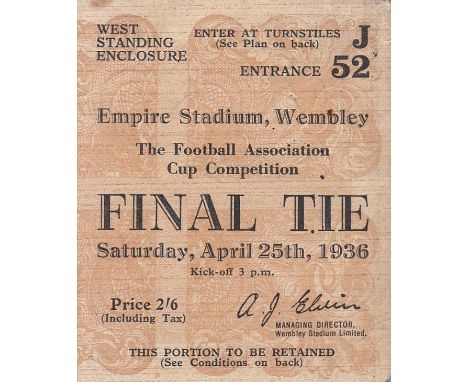 WEST
STANDING
ENCLOSURE
ENTER AT TURNSTILES J
(See Plan on back)
ENTRANCE 52
Empire Stadium, Wembley
The Football Association
Cup Competition
FINAL TIE
Saturday, April 25th, 1936
Kick-off 3 p.m.
Price 2/6
(Including Tax)
A. J. Elvin
MANAGING DIRECTOR,
Wembley Stadium Limited.
THIS PORTION TO BE RETAINED
(See Conditions on back)